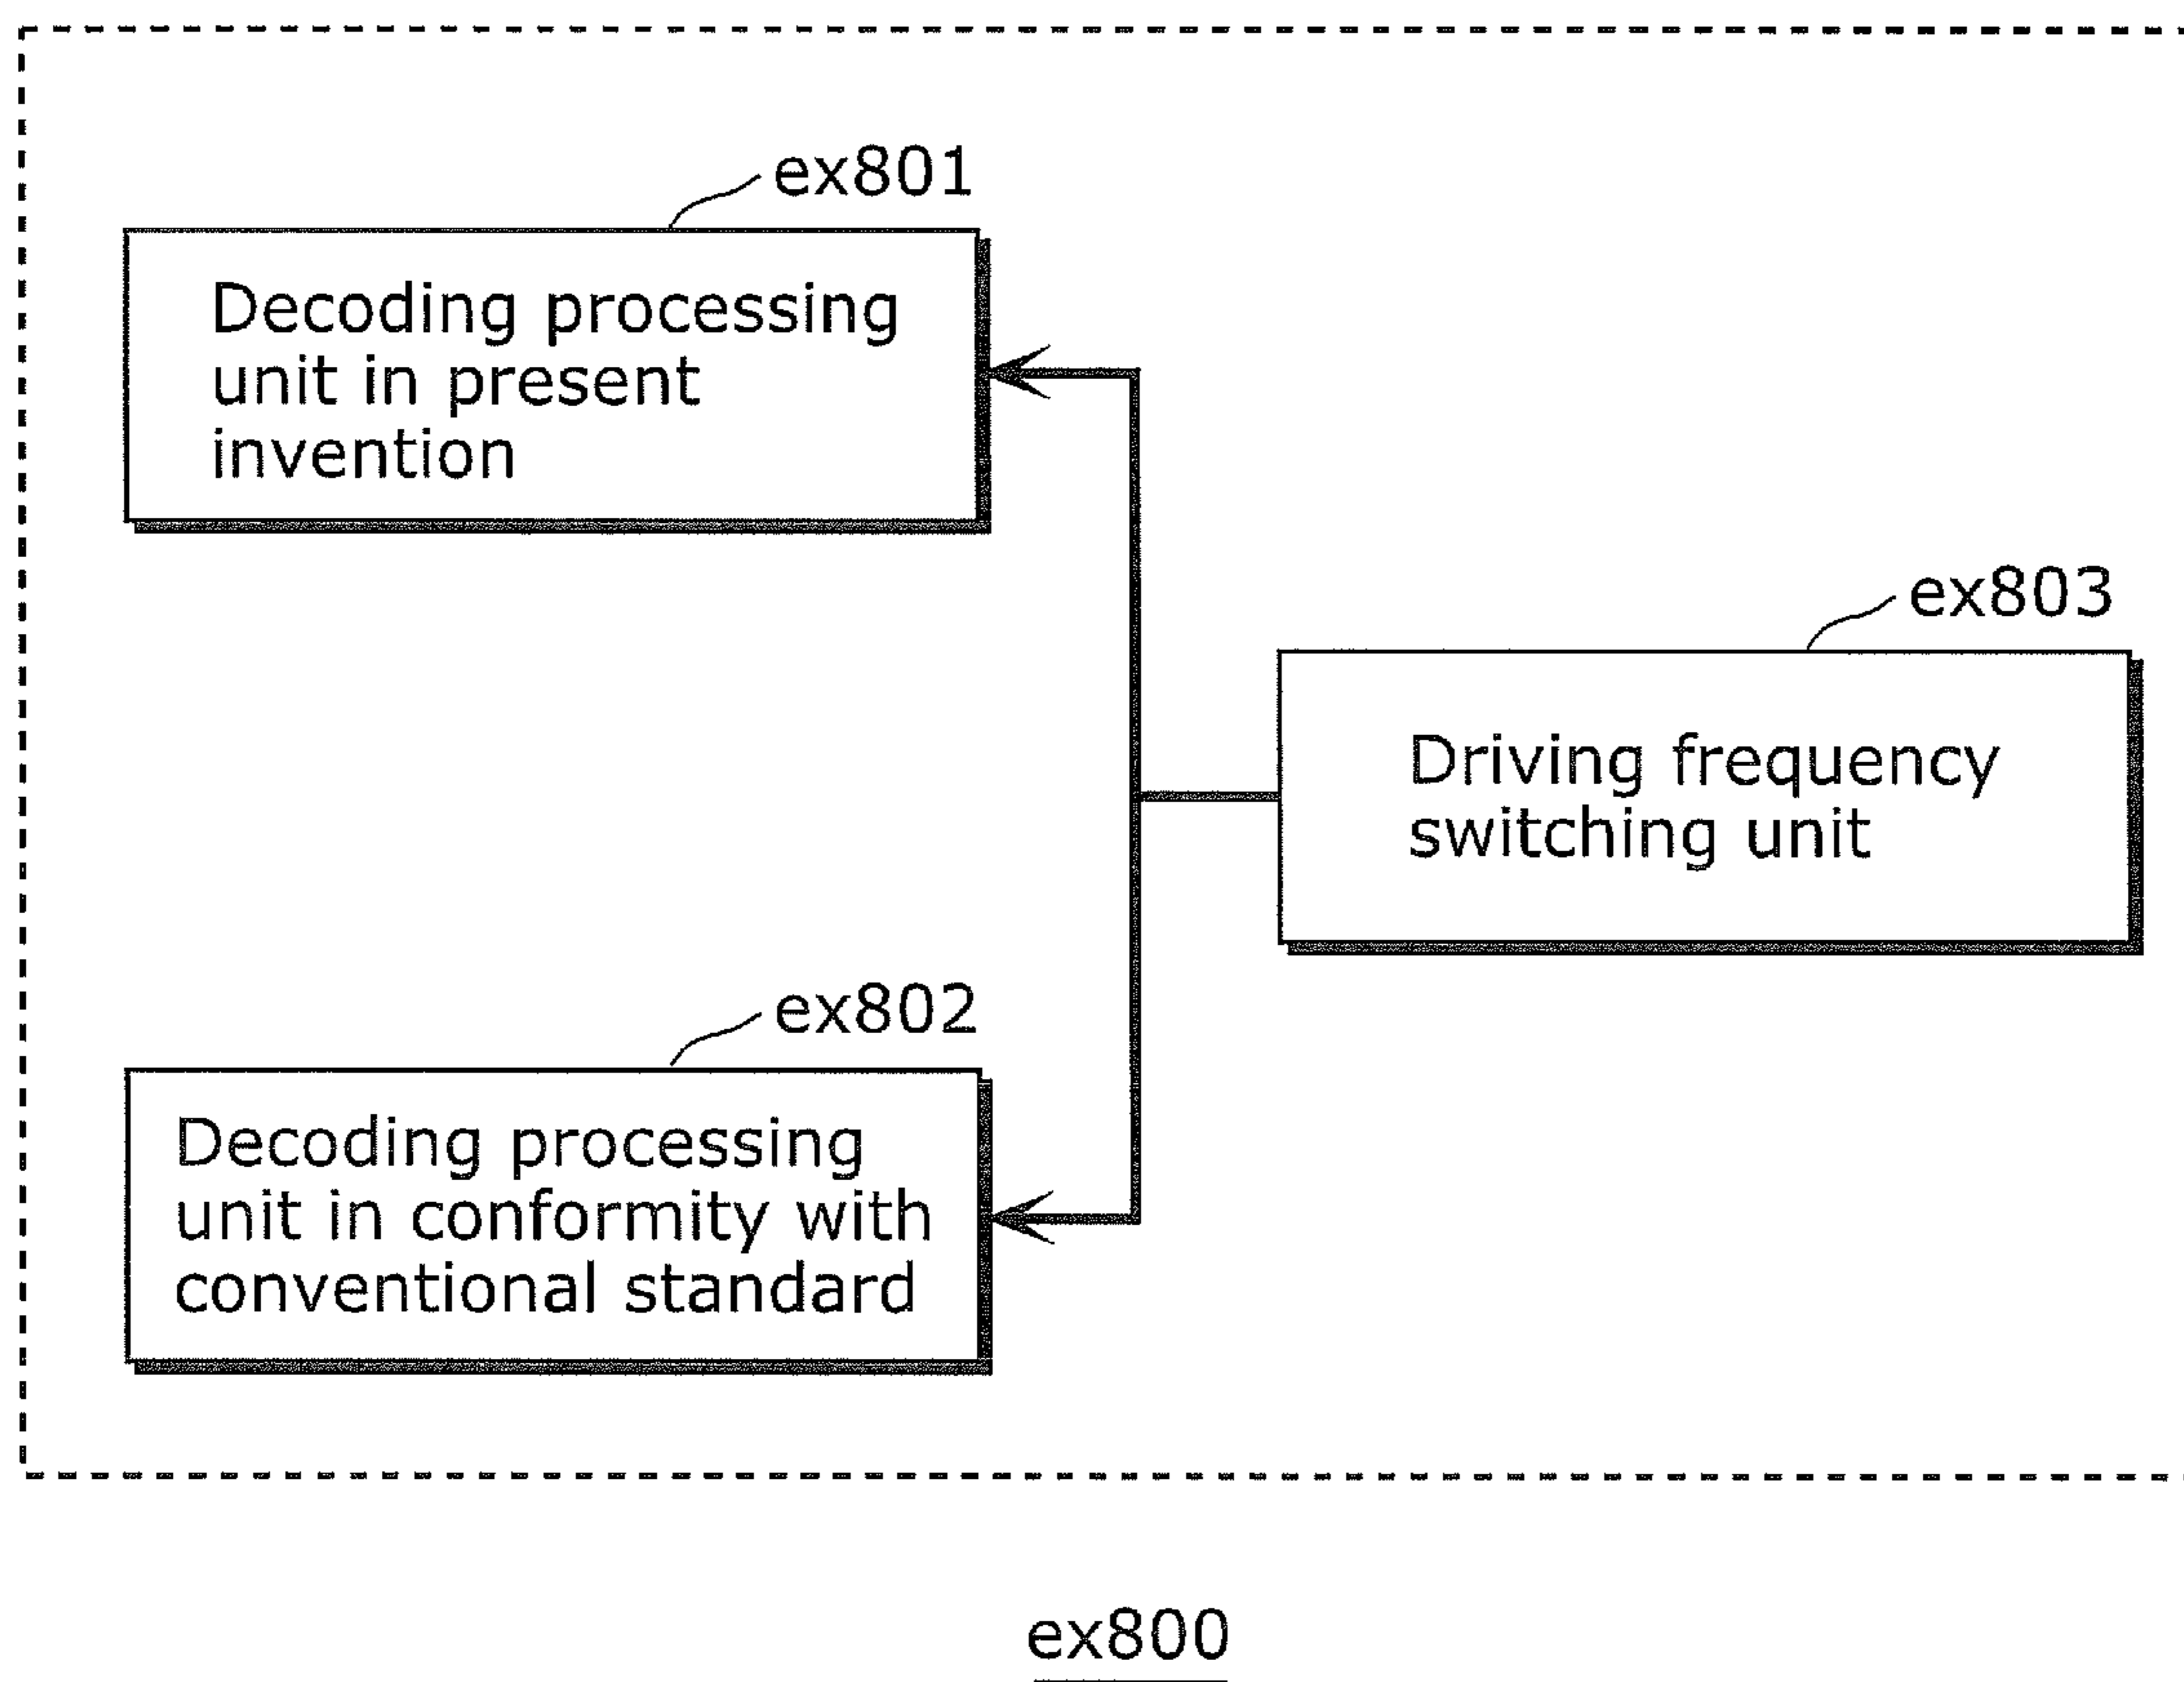 ex801
Decoding processing
unit in present
invention
ex803
Driving frequency
switching unit
ex802
Decoding processing
unit in conformity with
conventional standard
ex800